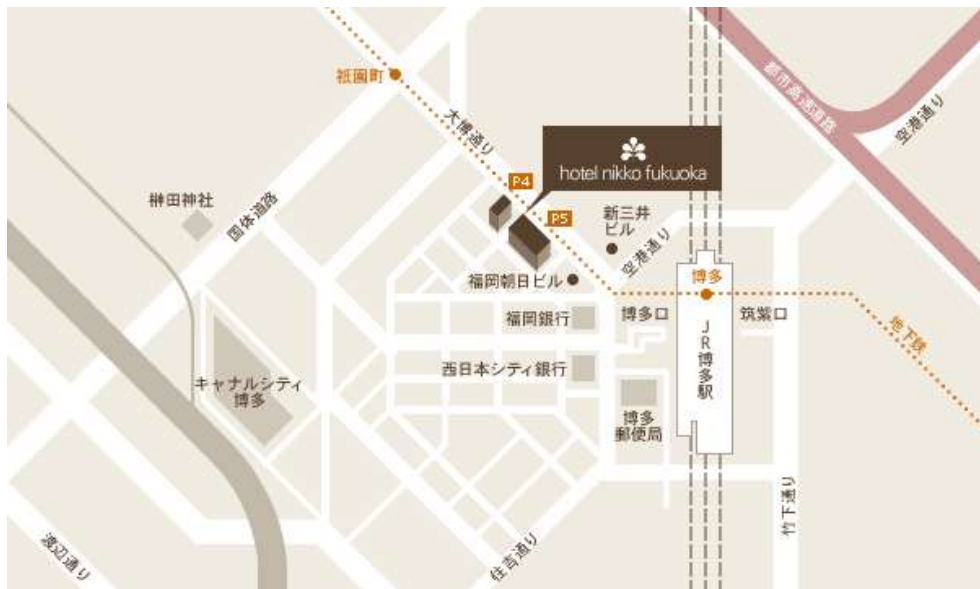 祇園町
大博通り
都市高速道路
空港通り
hotel nikko fukuoka
P4
P5
榊田神社
国体道路
新三井
ビル
空港通り
福岡朝日ビル
博多
福岡銀行
博多口
筑紫口
地下鉄
JR博多駅
西日本シティ銀行
キャナルシティ
博多
博多
郵便局
竹下通り
渡辺通り
住吉通り